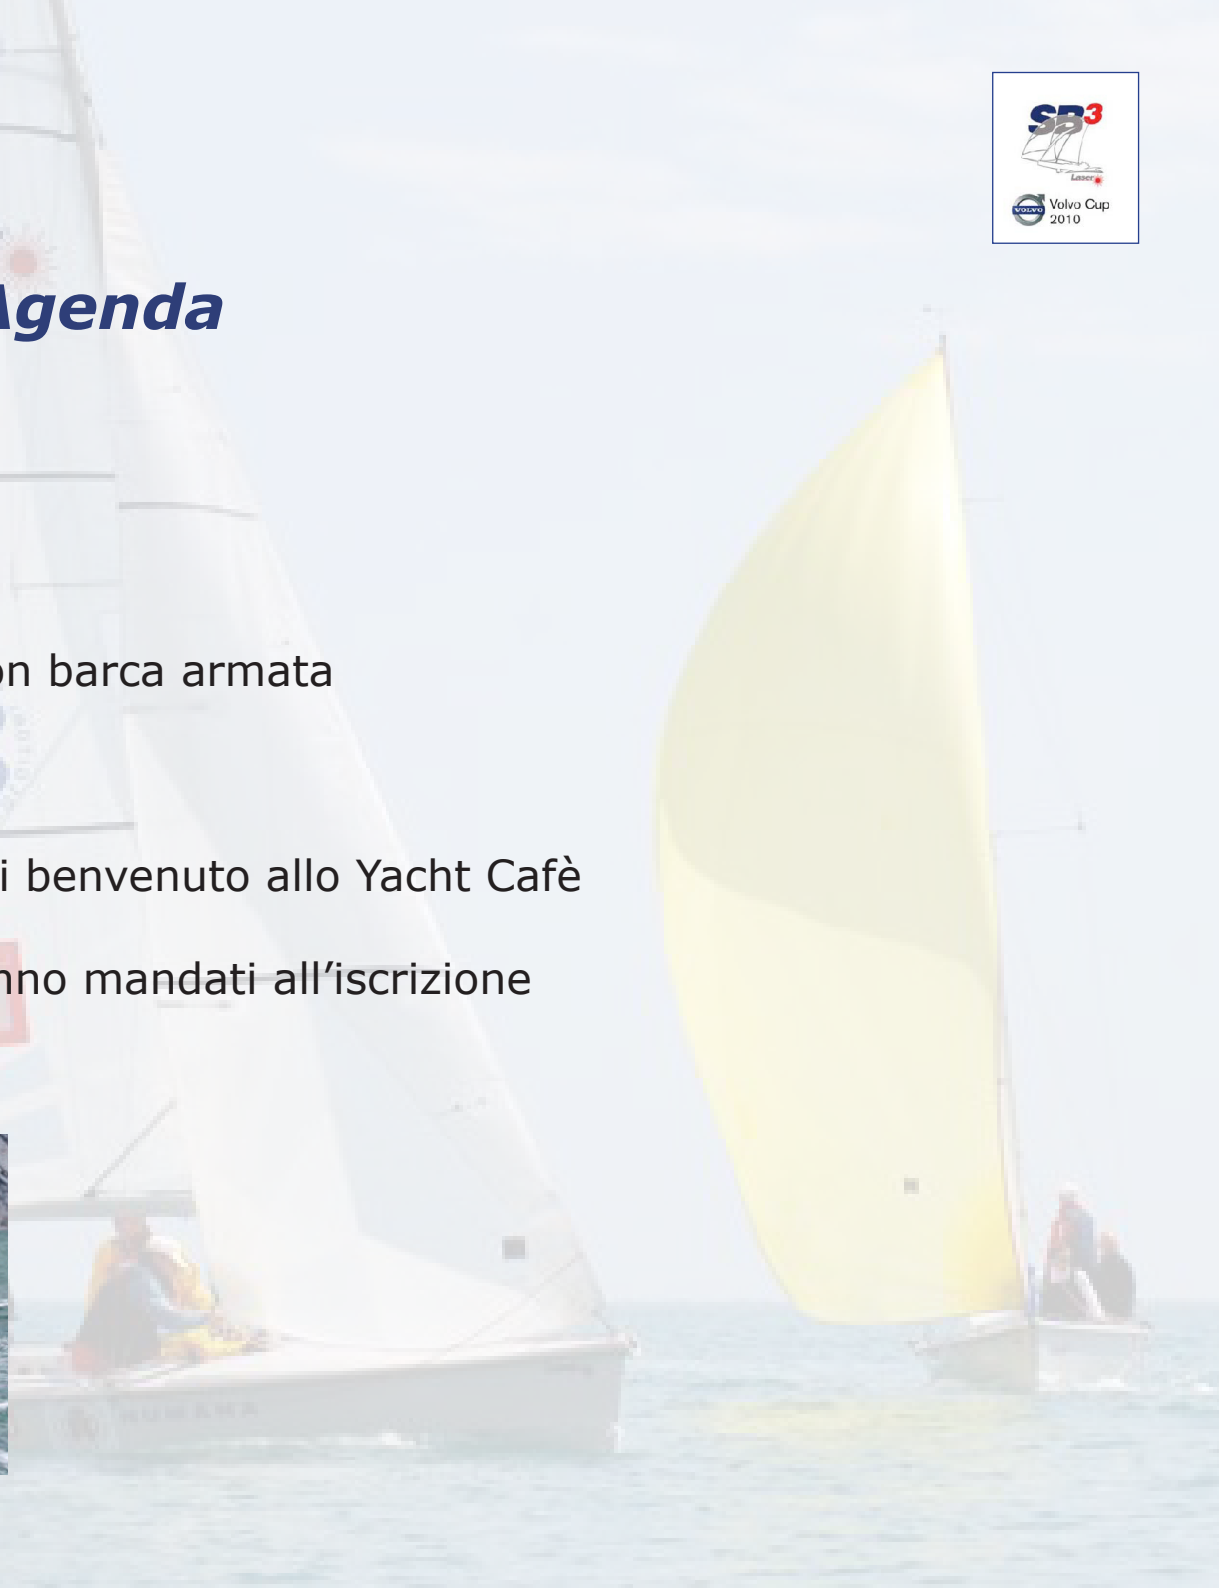 SB3
Laser
VOLVO
Volvo Cup
2010
Agenda
on barca armata
i benvenuto allo Yacht Cafè
nno mandati all’iscrizione